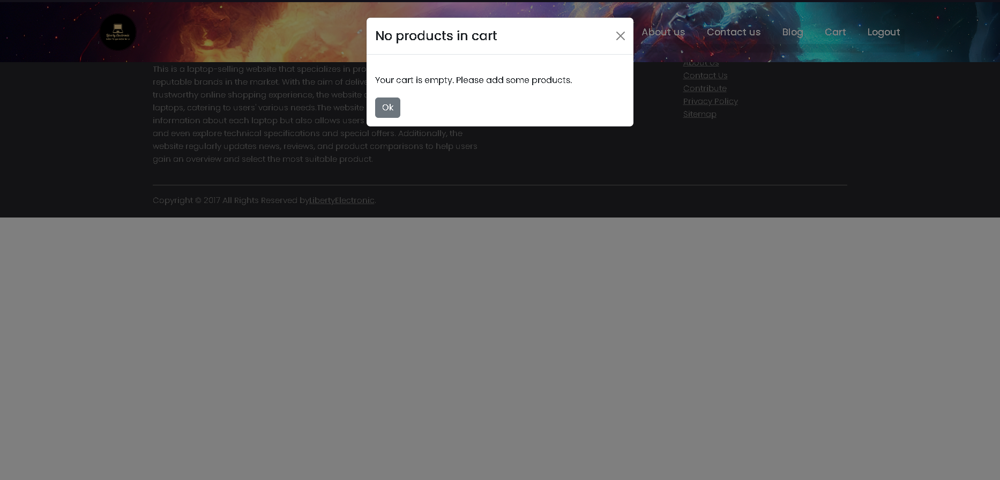 Liberty Electronic
No products in cart
About us
Contact us
Blog
Cart
Logout
Your cart is empty. Please add some products.
Ok
This is a laptop-selling website that specializes in pro
reputable brands in the market. With the aim of delive
trustworthy online shopping experience, the website
laptops, catering to users' various needs.The website
information about each laptop but also allows users
and even explore technical specifications and special offers. Additionally, the
website regularly updates news, reviews, and product comparisons to help users
gain an overview and select the most suitable product.
About Us
Contact Us
Contribute
Privacy Policy
Sitemap
Copyright © 2017 All Rights Reserved byLibertyElectronic.